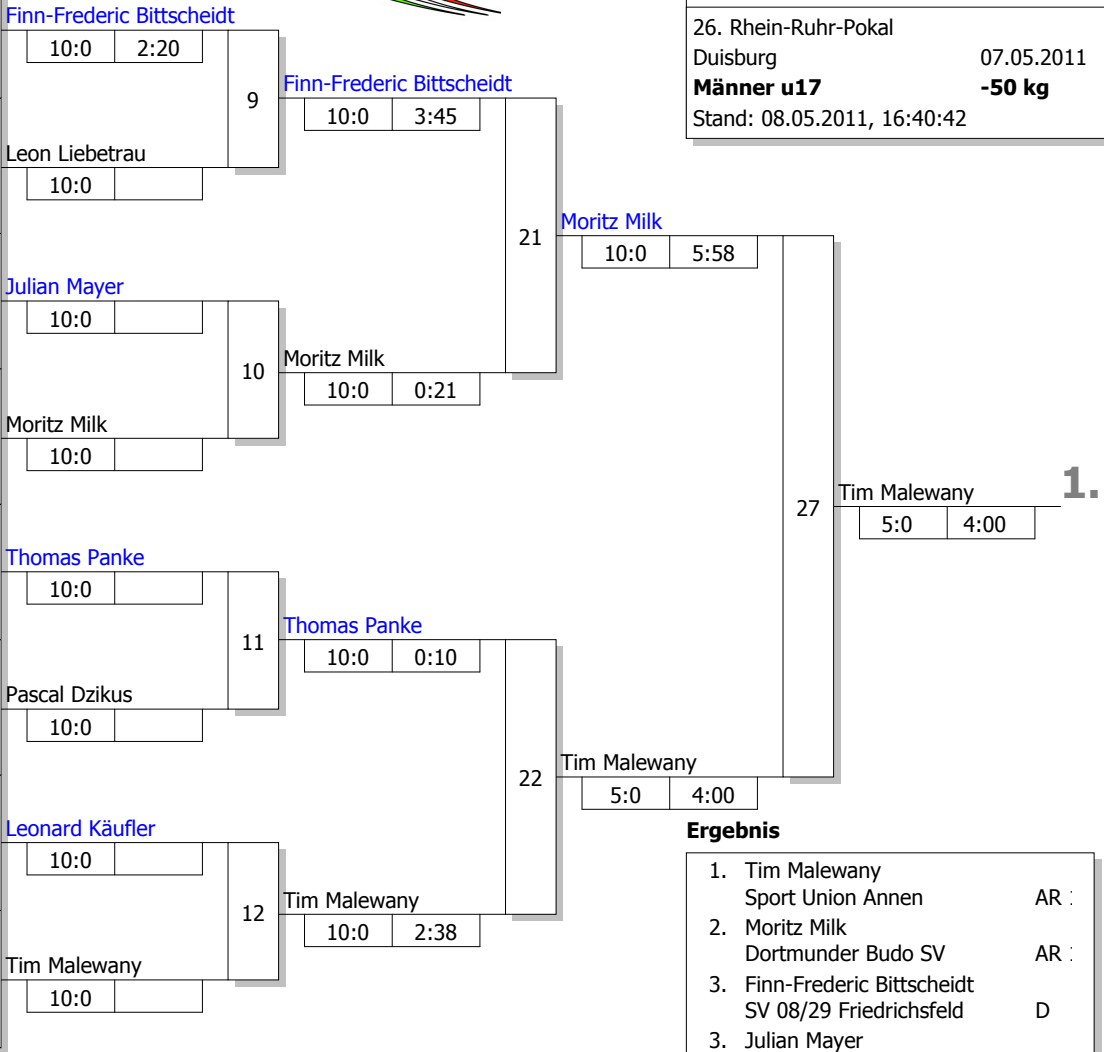 Finn-Frederic Bittscheidt
10:0 2:20
9
Leon Liebetrau
10:0
Julian Mayer
10:0
10
Moritz Milk
10:0
Thomas Panke
10:0
11
Pascal Dzikus
10:0
Leonard Käufler
10:0
12
Tim Malewany
10:0
Finn-Frederic Bittscheidt
10:0 3:45
21
Moritz Milk
10:0 0:21
Thomas Panke
10:0 0:10
22
Tim Malewany
10:0 2:38
Moritz Milk
10:0 5:58
27
Tim Malewany
5:0 4:00
Tim Malewany 1.
5:0 4:00
26. Rhein-Ruhr-Pokal
Duisburg 07.05.2011
Männer u17 -50 kg
Stand: 08.05.2011, 16:40:42
Ergebnis
1. Tim Malewany
Sport Union Annen AR
2. Moritz Milk
Dortmunder Budo SV AR
3. Finn-Frederic Bittscheidt
SV 08/29 Friedrichsfeld D
3. Julian Mayer